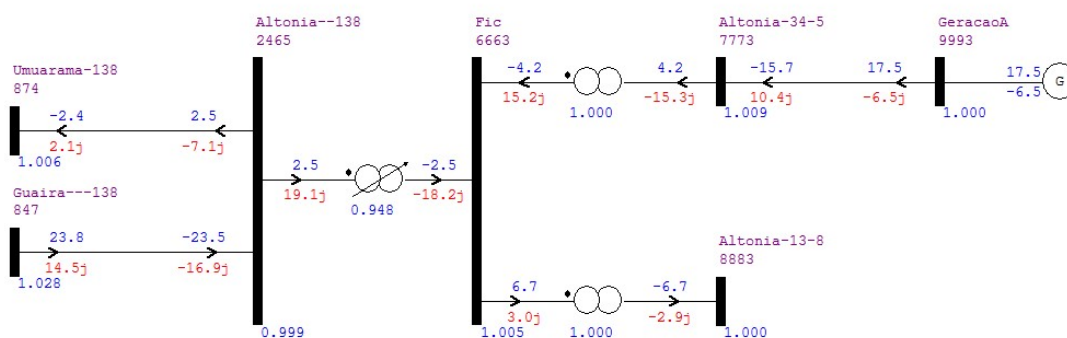 Altonia--138
2465
Fic
6663
Altonia-34-5
7773
GeracaoA
9993
Umuarama-138
874
-2.4
2.5
2.1j
-7.1j
1.006
Guaira---138
847
23.8
-23.5
14.5j
-16.9j
1.028
0.999
2.5
-2.5
19.1j
-18.2j
0.948
-4.2
4.2
15.2j
-15.3j
1.000
-15.7
17.5
10.4j
-6.5j
1.009
1.000
17.5
-6.5
G
Altonia-13-8
8883
6.7
-6.7
3.0j
-2.9j
1.005
1.000
1.000